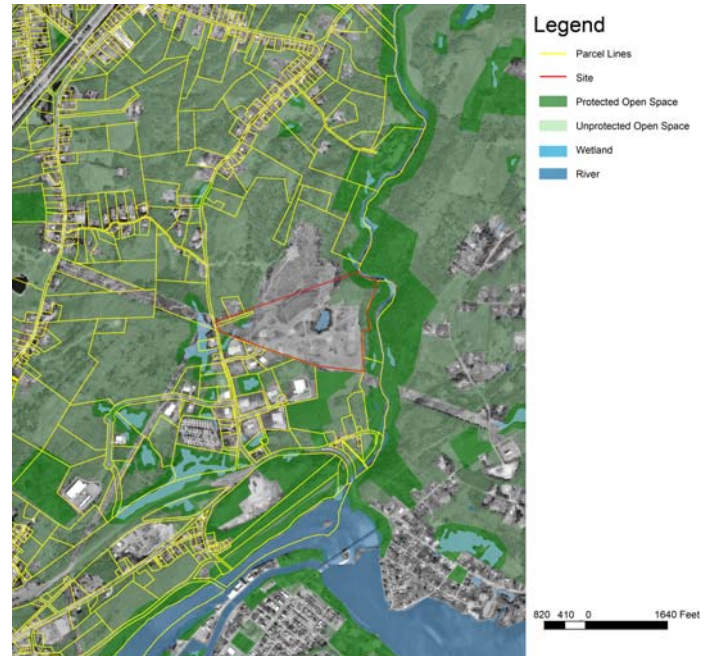 Legend
Parcel Lines
Site
Protected Open Space
Unprotected Open Space
Wetland
River
820 410 0 1640 Feet